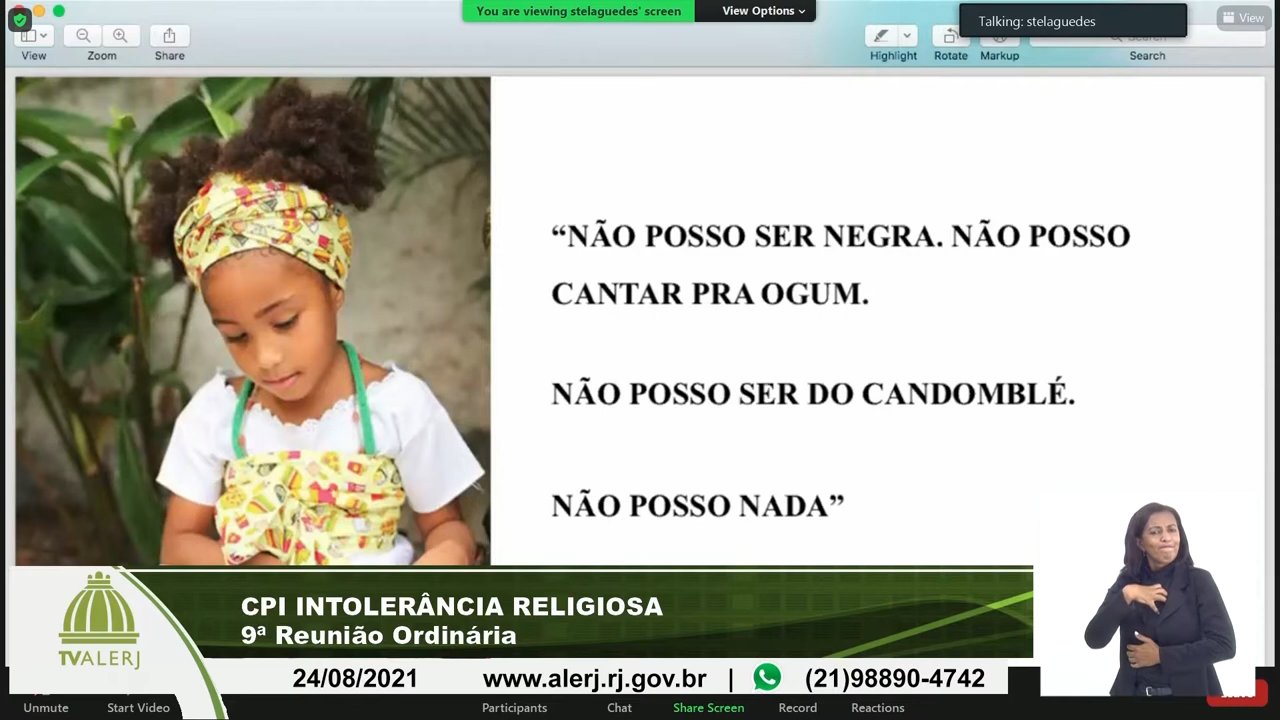 You are viewing stelaguedes' screen
View Options
Talking: stelaguedes
View
View
Zoom
Share
Highlight
Rotate
Markup
Search
Search
“NÃO POSSO SER NEGRA. NÃO POSSO
CANTAR PRA OGUM.
NÃO POSSO SER DO CANDOMBLÉ.
NÃO POSSO NADA”
TVALERJ
CPI INTOLERÂNCIA RELIGIOSA
9ª Reunião Ordinária
24/08/2021
www.alerj.rj.gov.br | (21)98890-4742
Unmute
Start Video
Participants
Chat
Share Screen
Record
Reactions